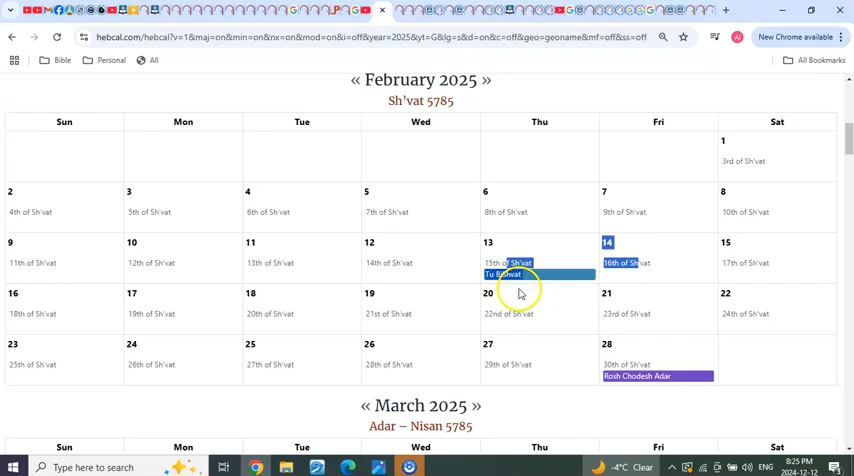 hebcal.com/hebcal?v=1&maj=on&min=on&nx=on&mod=on&i=off&year=2025&yt=G&lg=s&d=on&c=off&geo=geoname&mf=off&ss=off
AI
New Chrome available
Bible
Personal
All
All Bookmarks
« February 2025 »
Sh'vat 5785
Sun Mon Tue Wed Thu Fri Sat
1
3rd of Sh'vat
2 3 4 5 6 7 8
4th of Sh'vat 5th of Sh'vat 6th of Sh'vat 7th of Sh'vat 8th of Sh'vat 9th of Sh'vat 10th of Sh'vat
9 10 11 12 13 14 15
11th of Sh'vat 12th of Sh'vat 13th of Sh'vat 14th of Sh'vat 15th of Sh'vat 16th of Sh'vat 17th of Sh'vat
Tu BiShvat
16 17 18 19 20 21 22
18th of Sh'vat 19th of Sh'vat 20th of Sh'vat 21st of Sh'vat 22nd of Sh'vat 23rd of Sh'vat 24th of Sh'vat
23 24 25 26 27 28
25th of Sh'vat 26th of Sh'vat 27th of Sh'vat 28th of Sh'vat 29th of Sh'vat 30th of Sh'vat
Rosh Chodesh Adar
« March 2025 »
Adar – Nisan 5785
Sun Mon Tue Wed Thu Fri Sat
Type here to search
-4°C Clear
ENG
8:25 PM
2024-12-12